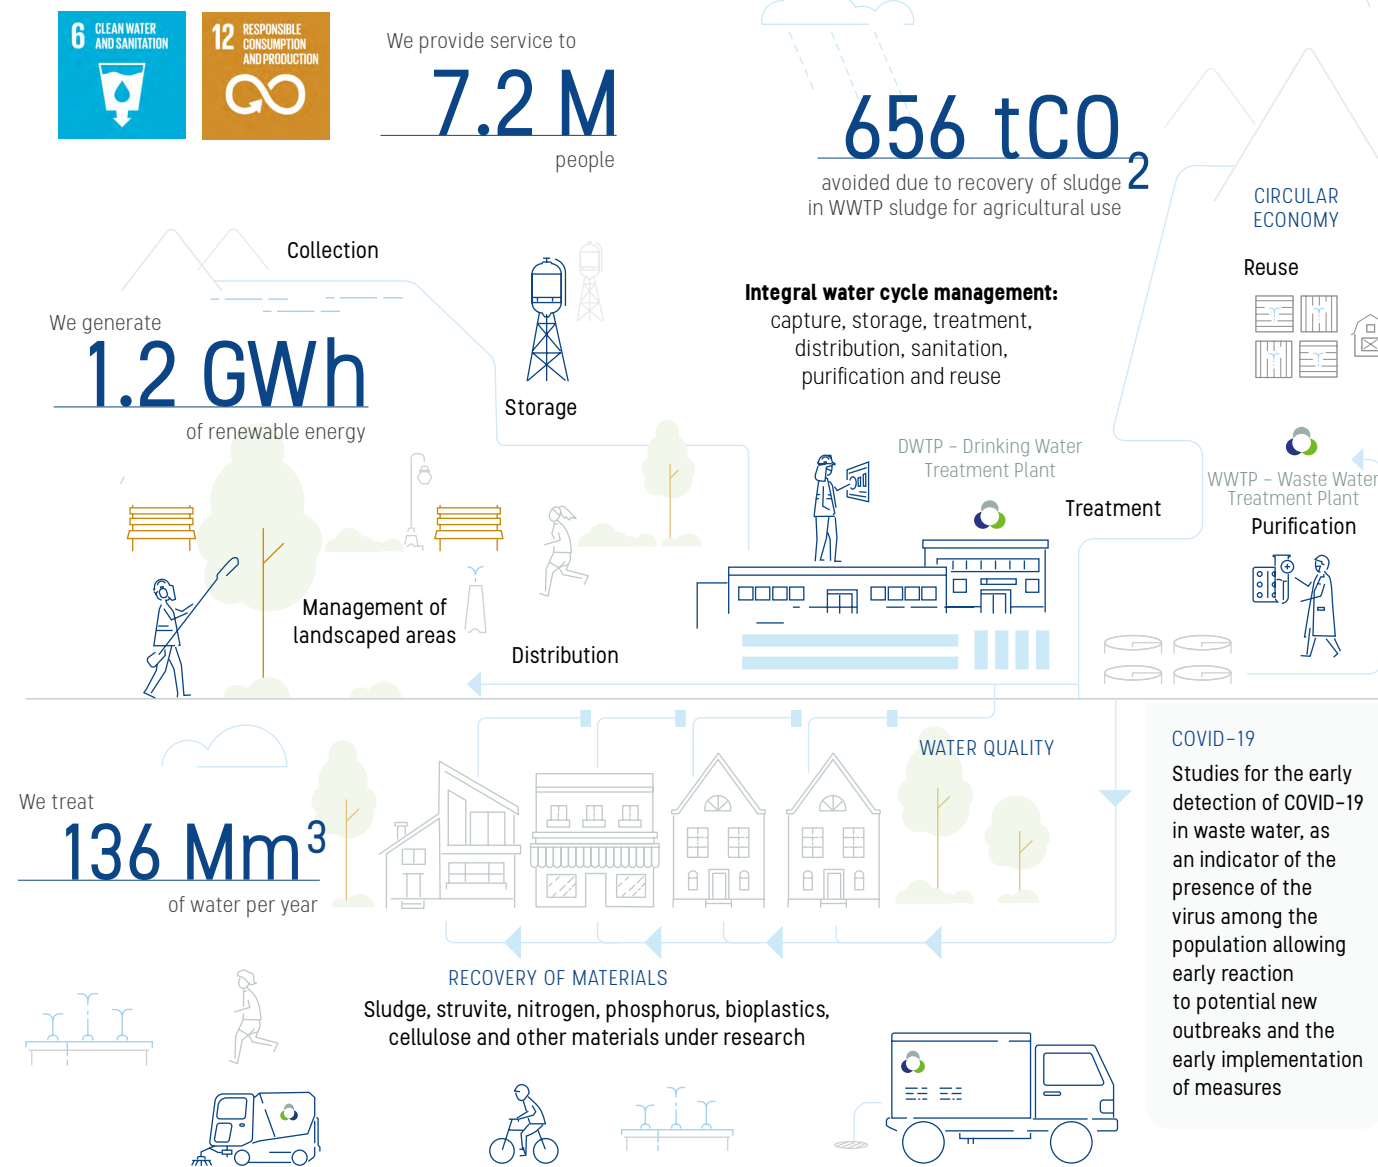 6 CLEAN WATER
AND SANITATION
12 RESPONSIBLE
CONSUMPTION
AND PRODUCTION
We provide service to
7.2 M
people
656 tCO2
avoided due to recovery of sludge
in WWTP sludge for agricultural use
CIRCULAR
ECONOMY
Reuse
Collection
We generate
1.2 GWh
of renewable energy
Storage
Integral water cycle management:
capture, storage, treatment,
distribution, sanitation,
purification and reuse
DWTP - Drinking Water
Treatment Plant
Treatment
WWTP - Waste Water
Treatment Plant
Purification
Management of
landscaped areas
Distribution
WATER QUALITY
We treat
136 Mm³
of water per year
RECOVERY OF MATERIALS
Sludge, struvite, nitrogen, phosphorus, bioplastics,
cellulose and other materials under research
COVID-19
Studies for the early
detection of COVID-19
in waste water, as
an indicator of the
presence of the
virus among the
population allowing
early reaction
to potential new
outbreaks and the
early implementation
of measures